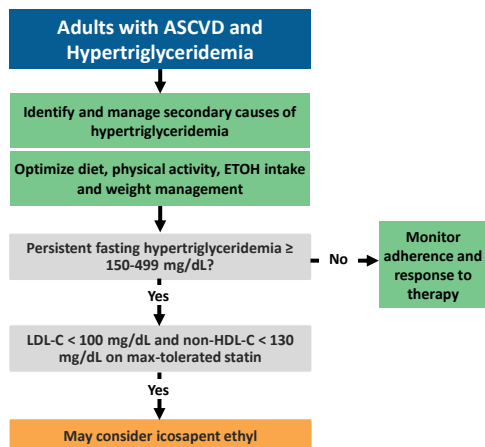 Adults with ASCVD and
Hypertriglyceridemia
Identify and manage secondary causes of
hypertriglyceridemia
Optimize diet, physical activity, ETOH intake
and weight management
Persistent fasting hypertriglyceridemia ≥
150-499 mg/dL?
No
Monitor
adherence and
response to
therapy
Yes
LDL-C < 100 mg/dL and non-HDL-C < 130
mg/dL on max-tolerated statin
Yes
May consider icosapent ethyl